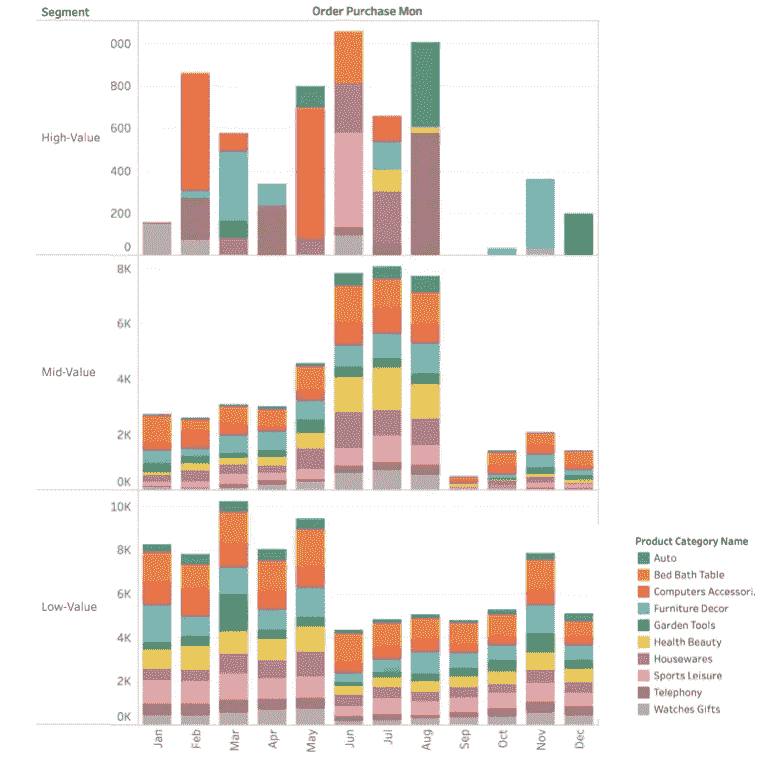 Segment
Order Purchase Mon
High-Value
000
800
600
400
200
0
Mid-Value
8K
6K
4K
2K
0K
Low-Value
10K
8K
6K
4K
2K
0K
Jan Feb Mar Apr May Jun Jul Aug Sep Oct Nov Dec
Product Category Name
Auto
Bed Bath Table
Computers Accessori.
Furniture Decor
Garden Tools
Health Beauty
Housewares
Sports Leisure
Telephony
Watches Gifts